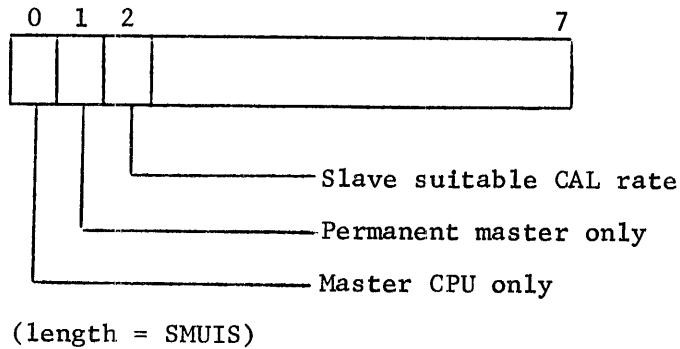 0 1 2 7
Slave suitable CAL rate
Permanent master only
Master CPU only
(length = SMUIS)